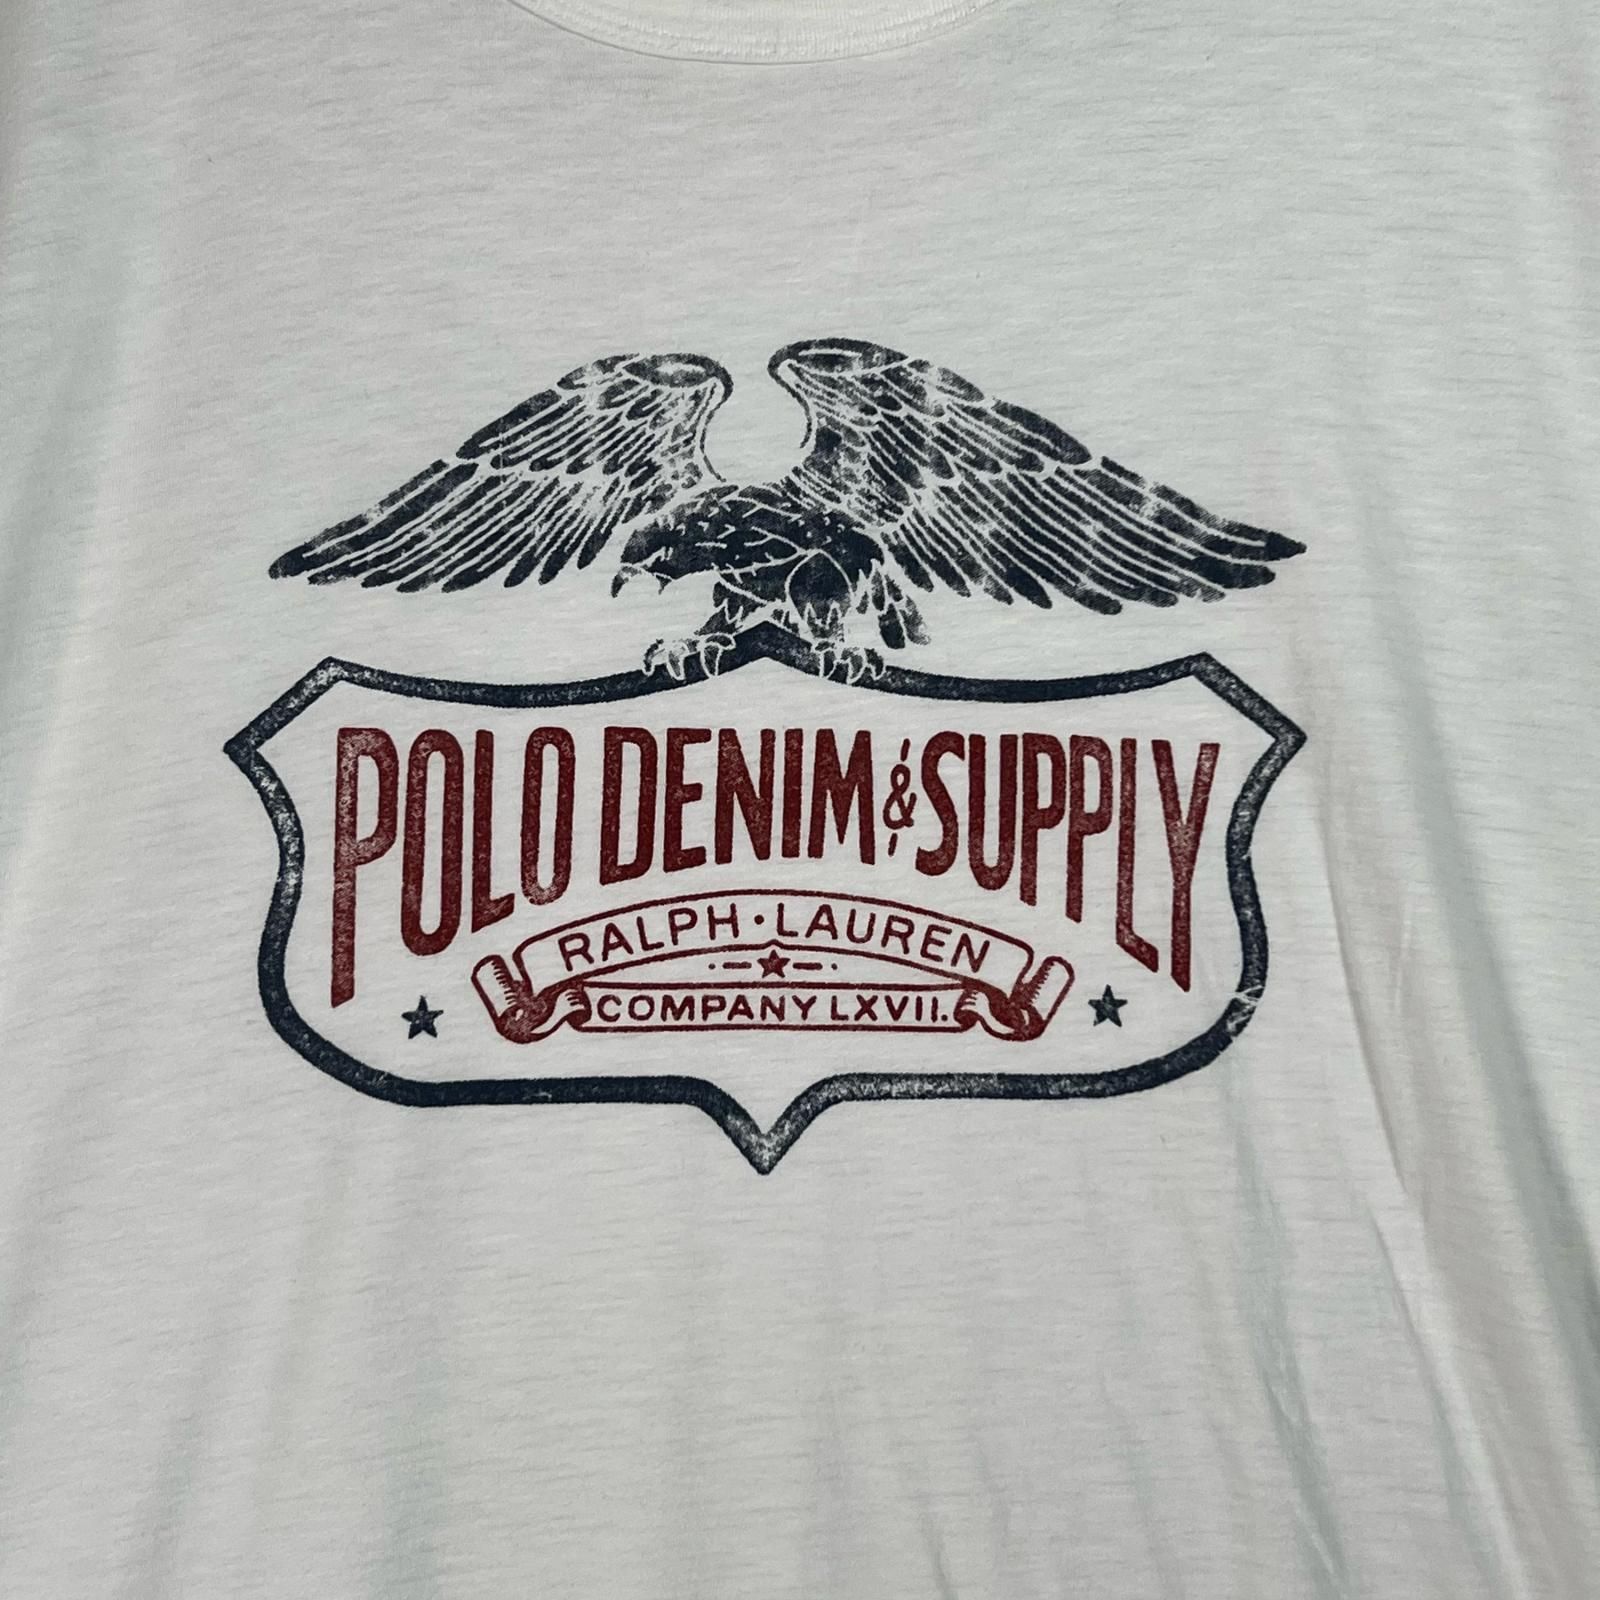 POLO DENIM & SUPPLY
RALPH · LAUREN
COMPANY LXVII.